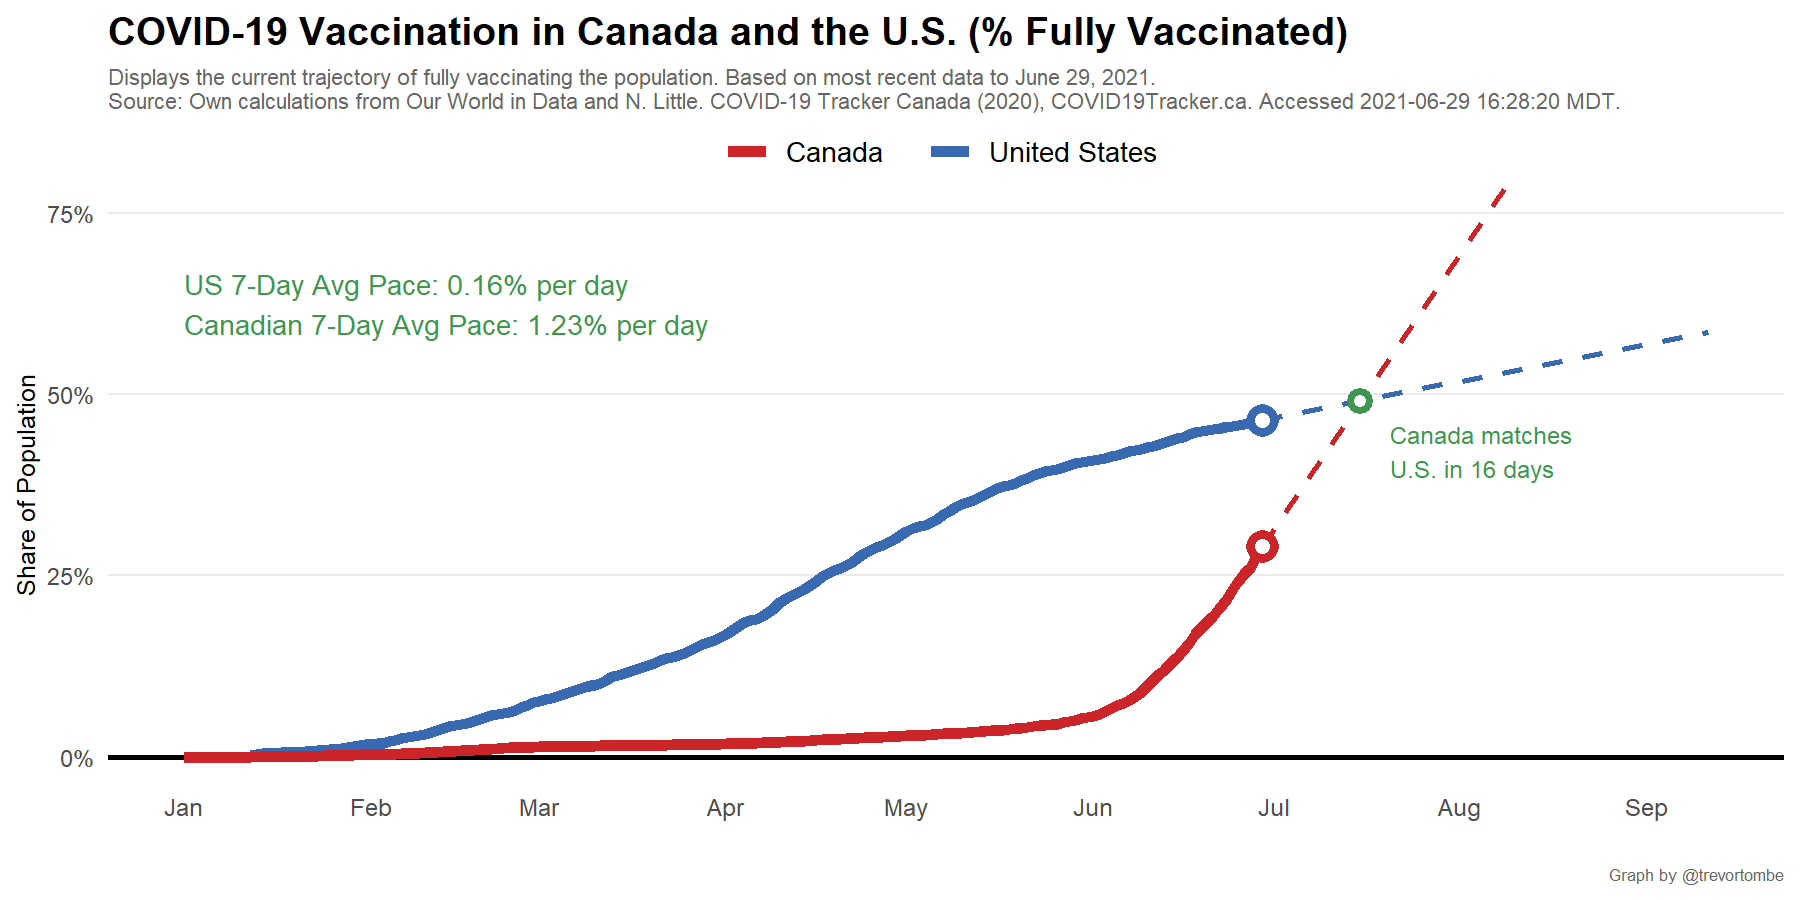 COVID-19 Vaccination in Canada and the U.S. (% Fully Vaccinated)
Displays the current trajectory of fully vaccinating the population. Based on most recent data to June 29, 2021.
Source: Own calculations from Our World in Data and N. Little. COVID-19 Tracker Canada (2020), COVID19Tracker.ca. Accessed 2021-06-29 16:28:20 MDT.
Canada United States
75%
US 7-Day Avg Pace: 0.16% per day
Canadian 7-Day Avg Pace: 1.23% per day
Share of Population
50%
Canada matches
U.S. in 16 days
25%
0%
Jan Feb Mar Apr May Jun Jul Aug Sep
Graph by @trevortombe